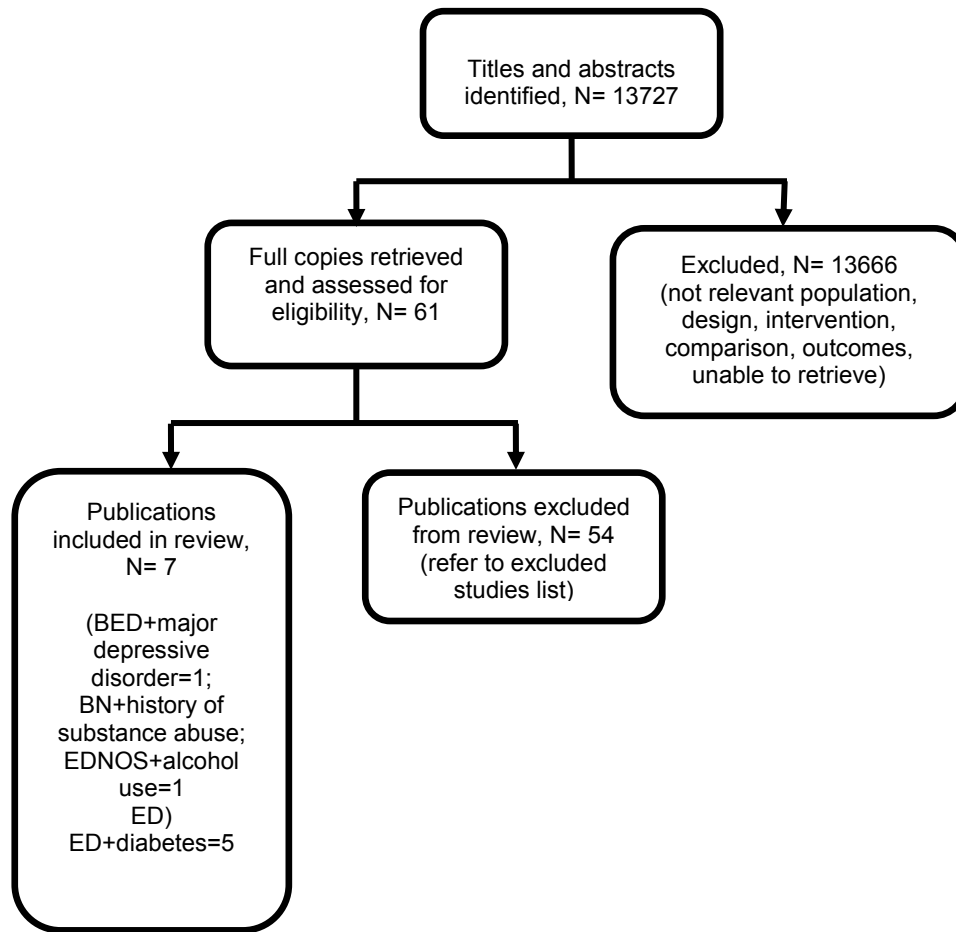 Titles and abstracts
identified, N= 13727
Full copies retrieved
and assessed for
eligibility, N= 61
Excluded, N= 13666
(not relevant population,
design, intervention,
comparison, outcomes,
unable to retrieve)
Publications
included in review,
N= 7
(BED+major
depressive
disorder=1;
BN+history of
substance abuse;
EDNOS+alcohol
use=1
ED)
ED+diabetes=5
Publications excluded
from review, N= 54
(refer to excluded
studies list)